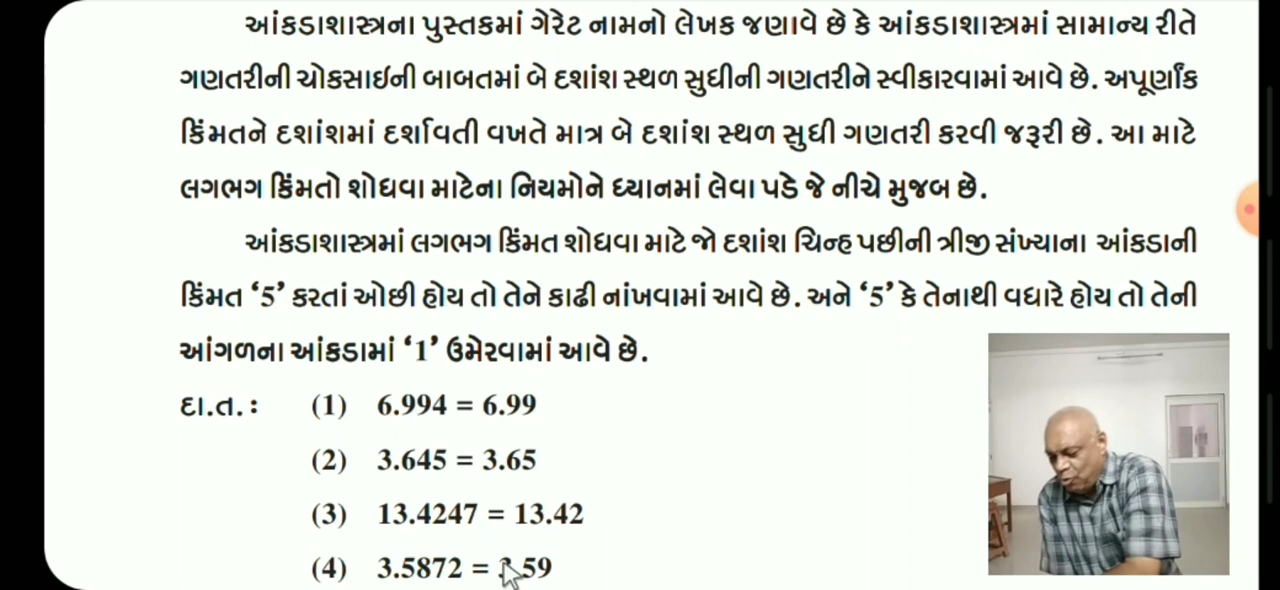 આંકડાશાસ્ત્રના પુસ્તકમાં ગેરેટ નામનો લેખક જણાવે છે કે આંકડાશાસ્ત્રમાં સામાન્ય રીતે
ગણતરીની ચોકસાઈની બાબતમાં બે દશાંશ સ્થળ સુધીની ગણતરીને સ્વીકારવામાં આવે છે. અપૂર્ણાંક
કિંમતને દશાંશમાં દર્શાવતી વખતે માત્ર બે દશાંશ સ્થળ સુધી ગણતરી કરવી જરૂરી છે. આ માટે
લગભગ કિંમતો શોધવા માટેના નિયમોને ધ્યાનમાં લેવા પડે જે નીચે મુજબ છે.
આંકડાશાસ્ત્રમાં લગભગ કિંમત શોધવા માટે જો દશાંશ ચિન્હ પછીની ત્રીજી સંખ્યાના આંકડાની
કિંમત ‘5’ કરતાં ઓછી હોય તો તેને કાઢી નાંખવામાં આવે છે. અને ‘5’ કે તેનાથી વધારે હોય તો તેની
આંગળના આંકડામાં ‘1’ ઉમેરવામાં આવે છે.
દા.ત. : (1) 6.994 = 6.99
(2) 3.645 = 3.65
(3) 13.4247 = 13.42
(4) 3.5872 = 3.59